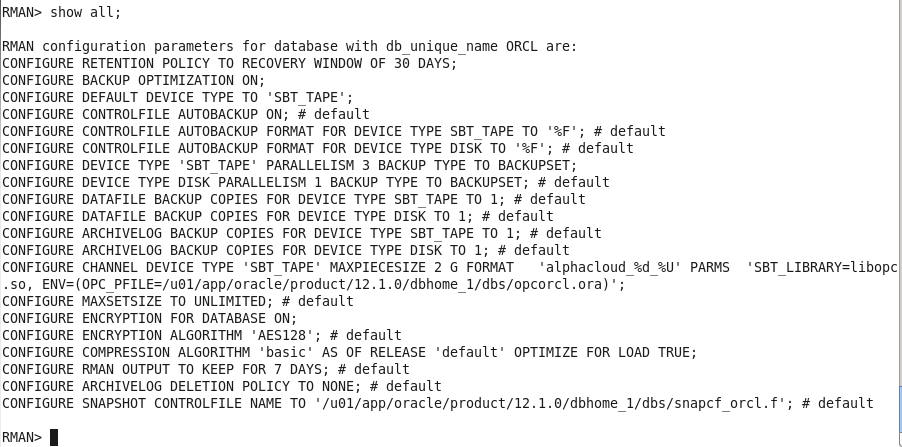 RMAN> show all;
RMAN configuration parameters for database with db_unique_name ORCL are:
CONFIGURE RETENTION POLICY TO RECOVERY WINDOW OF 30 DAYS;
CONFIGURE BACKUP OPTIMIZATION ON;
CONFIGURE DEFAULT DEVICE TYPE TO 'SBT_TAPE';
CONFIGURE CONTROLFILE AUTOBACKUP ON; # default
CONFIGURE CONTROLFILE AUTOBACKUP FORMAT FOR DEVICE TYPE SBT_TAPE TO '%F'; # default
CONFIGURE CONTROLFILE AUTOBACKUP FORMAT FOR DEVICE TYPE DISK TO '%F'; # default
CONFIGURE DEVICE TYPE 'SBT_TAPE' PARALLELISM 3 BACKUP TYPE TO BACKUPSET;
CONFIGURE DEVICE TYPE DISK PARALLELISM 1 BACKUP TYPE TO BACKUPSET; # default
CONFIGURE DATAFILE BACKUP COPIES FOR DEVICE TYPE SBT_TAPE TO 1; # default
CONFIGURE DATAFILE BACKUP COPIES FOR DEVICE TYPE DISK TO 1; # default
CONFIGURE ARCHIVELOG BACKUP COPIES FOR DEVICE TYPE SBT_TAPE TO 1; # default
CONFIGURE ARCHIVELOG BACKUP COPIES FOR DEVICE TYPE DISK TO 1; # default
CONFIGURE CHANNEL DEVICE TYPE 'SBT_TAPE' MAXPIECESIZE 2 G FORMAT   'alphacloud_%d_%U' PARMS  'SBT_LIBRARY=libopc
.so, ENV=(OPC_PFILE=/u01/app/oracle/product/12.1.0/dbhome_1/dbs/opcorcl.ora)';
CONFIGURE MAXSETSIZE TO UNLIMITED; # default
CONFIGURE ENCRYPTION FOR DATABASE ON;
CONFIGURE ENCRYPTION ALGORITHM 'AES128'; # default
CONFIGURE COMPRESSION ALGORITHM 'basic' AS OF RELEASE 'default' OPTIMIZE FOR LOAD TRUE;
CONFIGURE RMAN OUTPUT TO KEEP FOR 7 DAYS; # default
CONFIGURE ARCHIVELOG DELETION POLICY TO NONE; # default
CONFIGURE SNAPSHOT CONTROLFILE NAME TO '/u01/app/oracle/product/12.1.0/dbhome_1/dbs/snapcf_orcl.f'; # default
RMAN>